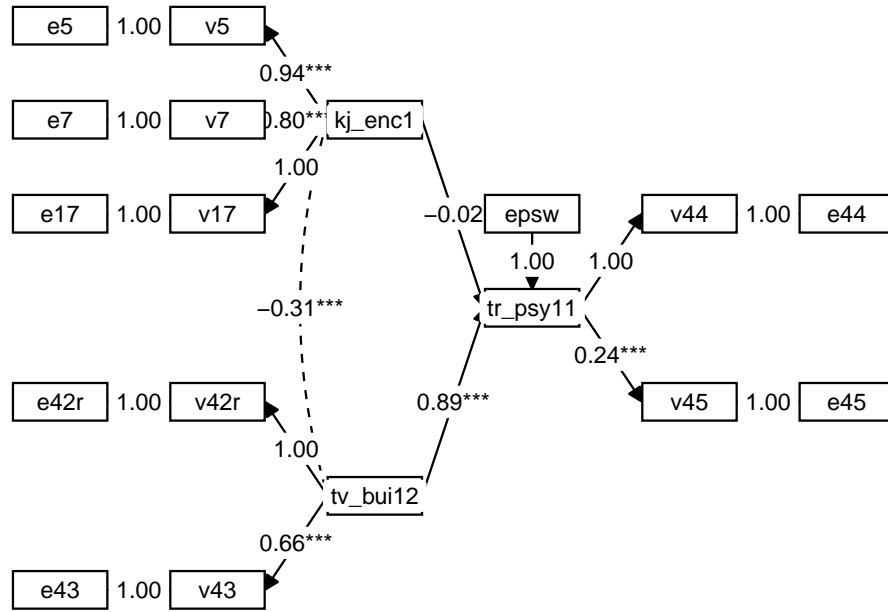 e5 1.00 v5
0.94***
e7 1.00 v7 0.80*** kj_enc1
1.00
e17 1.00 v17 −0.02 epsw v44 1.00 e44
1.00 1.00
−0.31*** tr_psy11
0.24***
e42r 1.00 v42r 0.89*** v45 1.00 e45
1.00
tv_bui12
0.66***
e43 1.00 v43